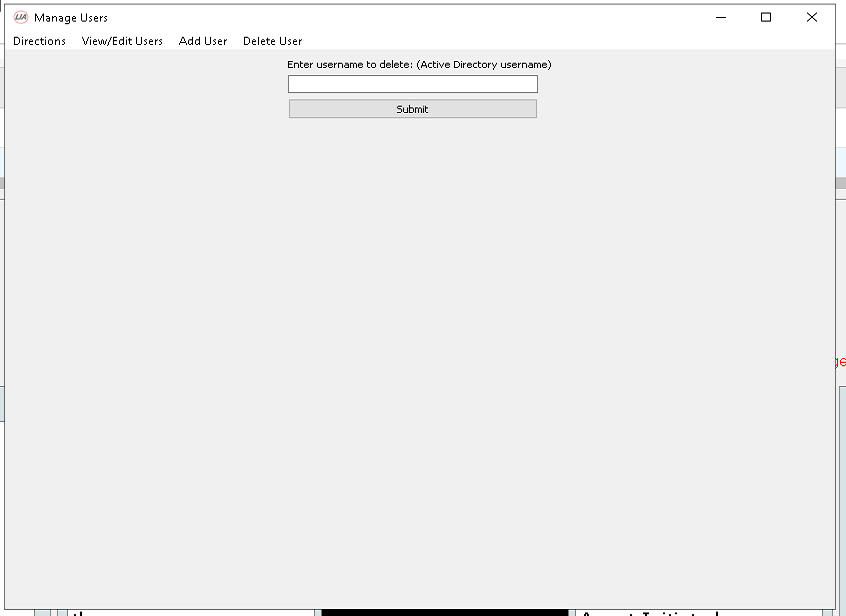 Manage Users
Directions View/Edit Users Add User Delete User
Enter username to delete: (Active Directory username)
Submit